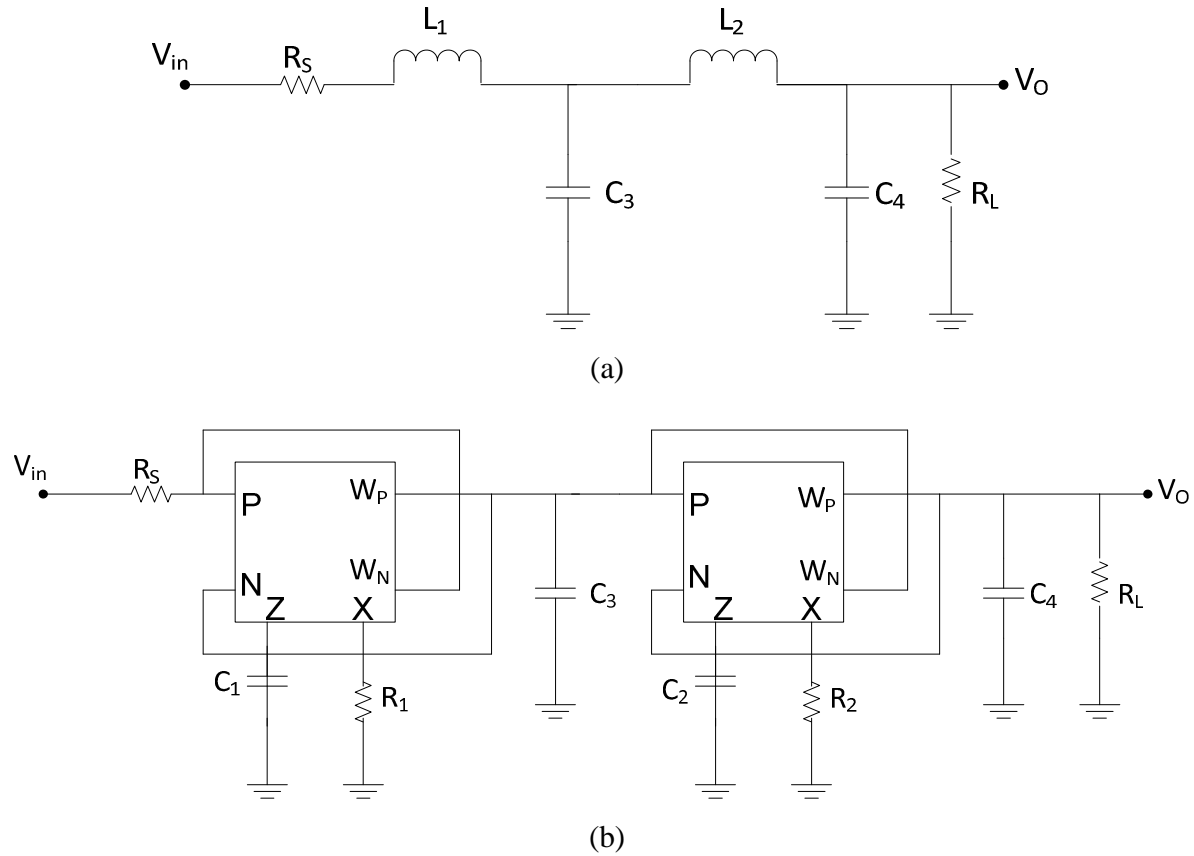 L1 L2
Vin RS VO
C3 C4 RL
(a)
Vin RS P WP P WP VO
N WN N WN
C3 C4 RL
Z X Z X
C1 R1 C2 R2
(b)